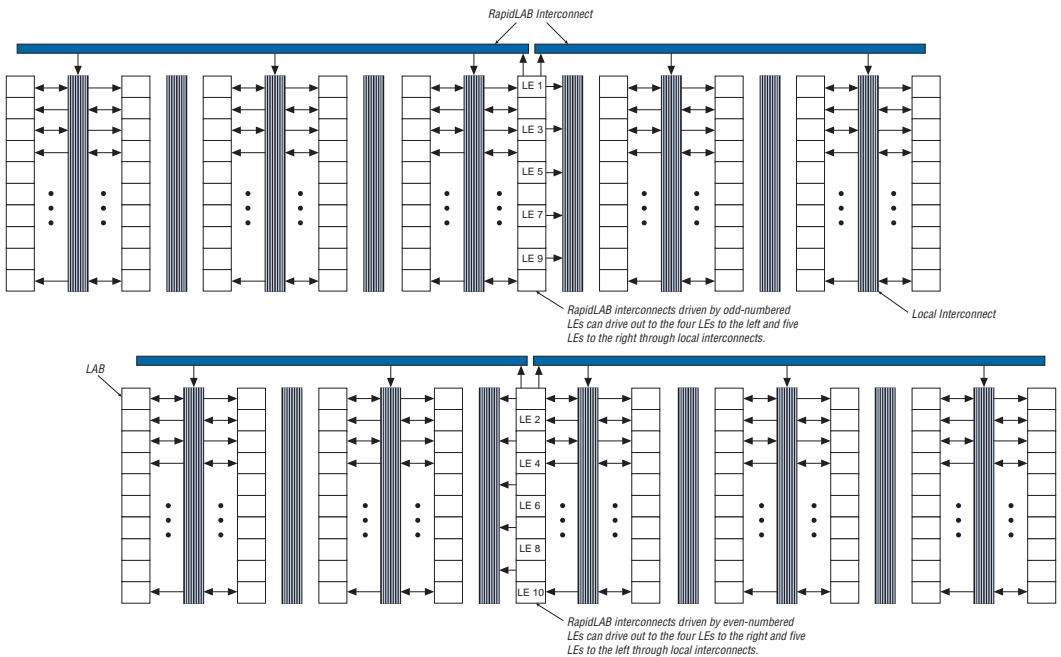 RapidLAB Interconnect
LE 1
LE 3
LE 5
LE 7
LE 9
RapidLAB interconnects driven by odd-numbered
LEs can drive out to the four LEs to the left and five
LEs to the right through local interconnects.
Local Interconnect
LAB
LE 2
LE 4
LE 6
LE 8
LE 10
RapidLAB interconnects driven by even-numbered
LEs can drive out to the four LEs to the right and five
LEs to the left through local interconnects.